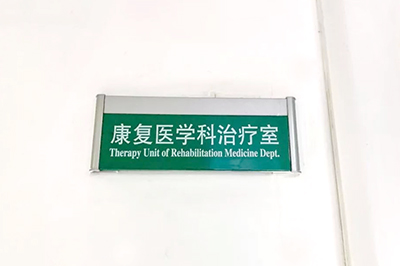 康复医学科治疗室
Therapy Unit of Rehabilitation Medicine Dept.